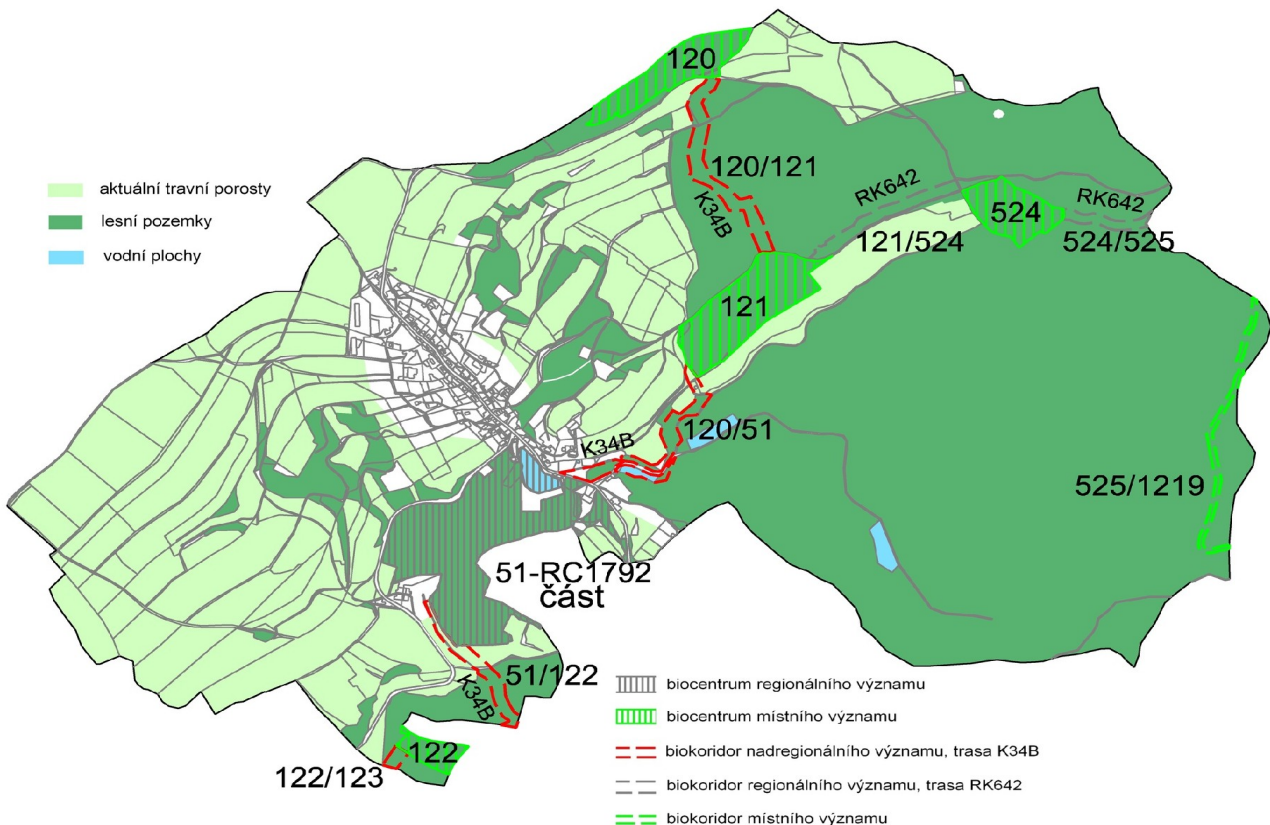 120
120/121
K34B
RK642
524
RK642
121/524
524/525
121
aktuální travní porosty
lesní pozemky
vodní plochy
120/51
K34B
525/1219
51-RC1792
část
51/122
K34B
122
122/123
biocentrum regionálního významu
biocentrum místního významu
biokoridor nadregionálního významu, trasa K34B
biokoridor regionálního významu, trasa RK642
biokoridor místního významu